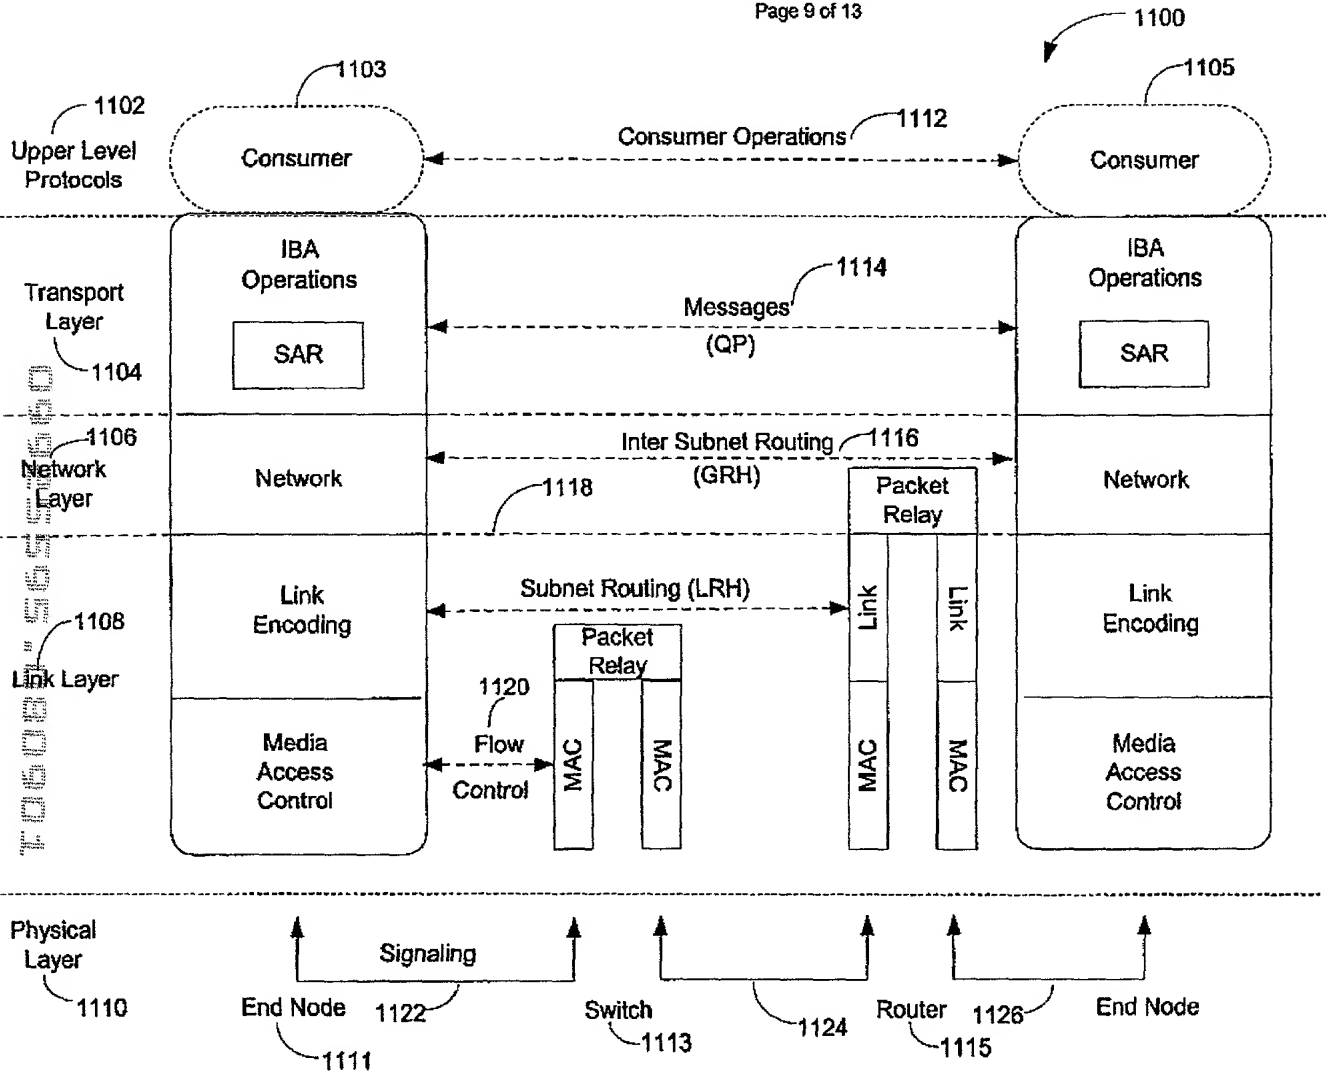 Page 9 of 13
1100
1103
1105
1102
Upper Level
Protocols
Consumer
Consumer Operations
1112
Consumer
IBA
Operations
IBA
Operations
Transport
Layer
1104
Messages
1114
(QP)
SAR
SAR
1106
Network
Layer
Network
Inter Subnet Routing
1116
(GRH)
Network
1118
Packet
Relay
Link
Encoding
Subnet Routing (LRH)
Link
Link
Link
Encoding
1108
Link Layer
Packet
Relay
1120
Flow
Control
Media
Access
Control
MAC
MAC
MAC
MAC
Media
Access
Control
Physical
Layer
1110
Signaling
1122
End Node
1111
Switch
1113
1124
Router
1115
1126
End Node